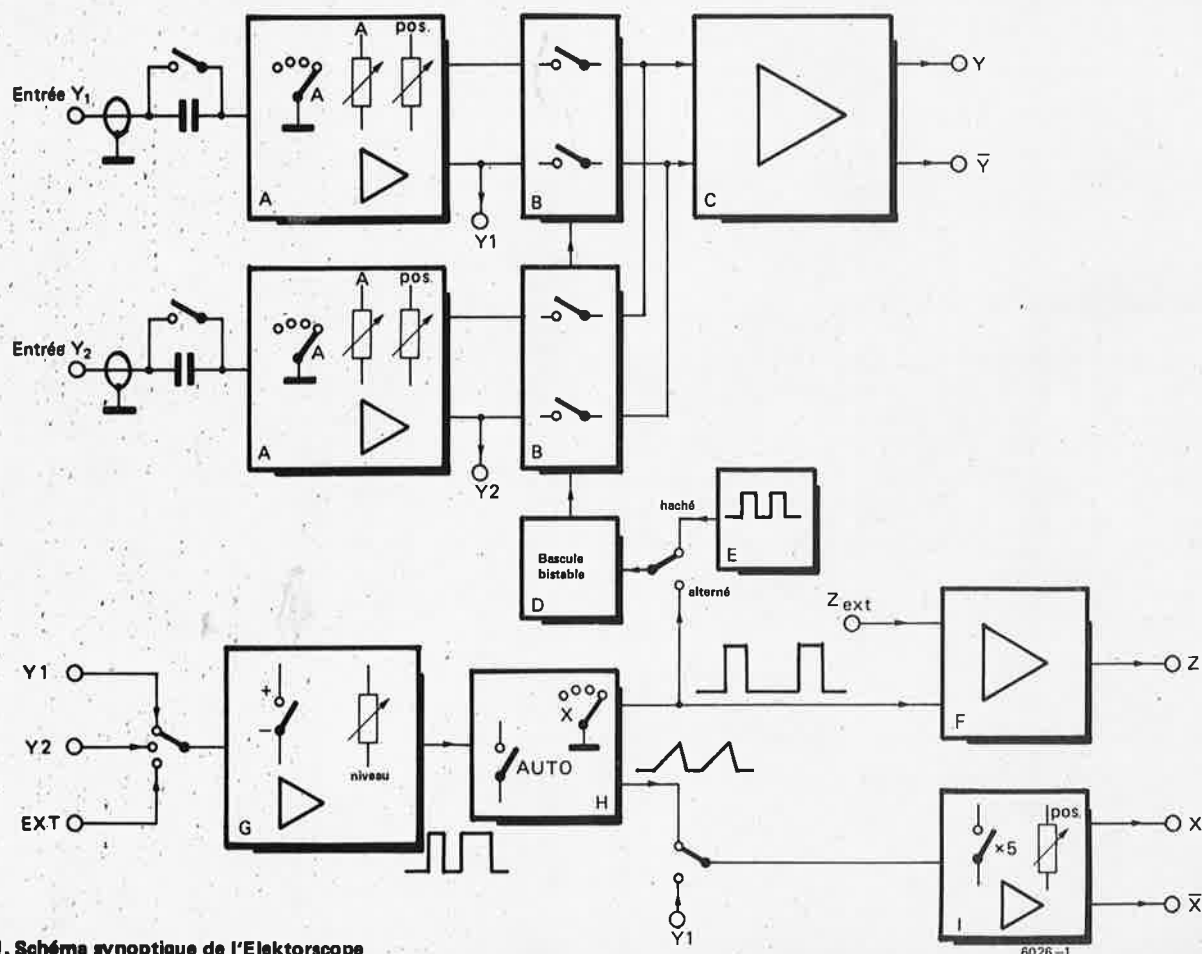 A pos.
Entrée Y1
A
A
B
C
Y
Y̅
Y1
A pos.
Entrée Y2
A
A
B
Y2
haché
E
Bascule
bistable
D
alterné
Zext
F
Z
Y1
Y2
EXT
+
−
niveau
G
X
AUTO
H
Y1
×5
pos.
I
X
X̅
. Schéma synoptique de l'Elektorscope
6026-1